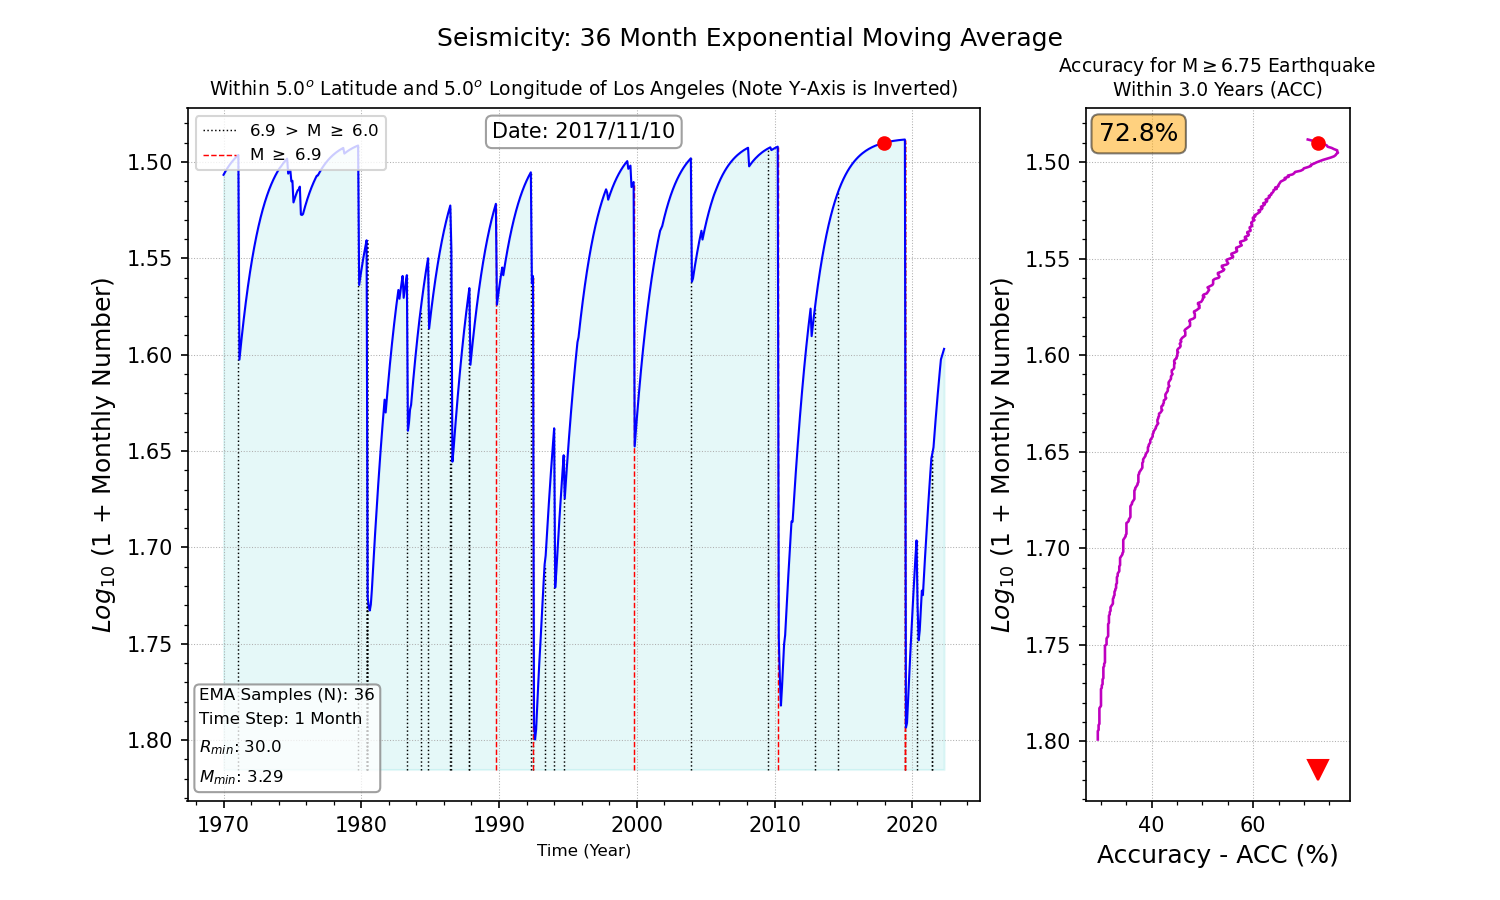 Seismicity: 36 Month Exponential Moving Average
Within 5.0° Latitude and 5.0° Longitude of Los Angeles (Note Y-Axis is Inverted)
6.9 > M ≥ 6.0
M ≥ 6.9
Date: 2017/11/10
1.50
1.55
1.60
1.65
1.70
1.75
1.80
Log10 (1 + Monthly Number)
EMA Samples (N): 36
Time Step: 1 Month
Rmin: 30.0
Mmin: 3.29
1970 1980 1990 2000 2010 2020
Time (Year)
Accuracy for M ≥ 6.75 Earthquake
Within 3.0 Years (ACC)
72.8%
1.50
1.55
1.60
1.65
1.70
1.75
1.80
Log10 (1 + Monthly Number)
40 60
Accuracy - ACC (%)